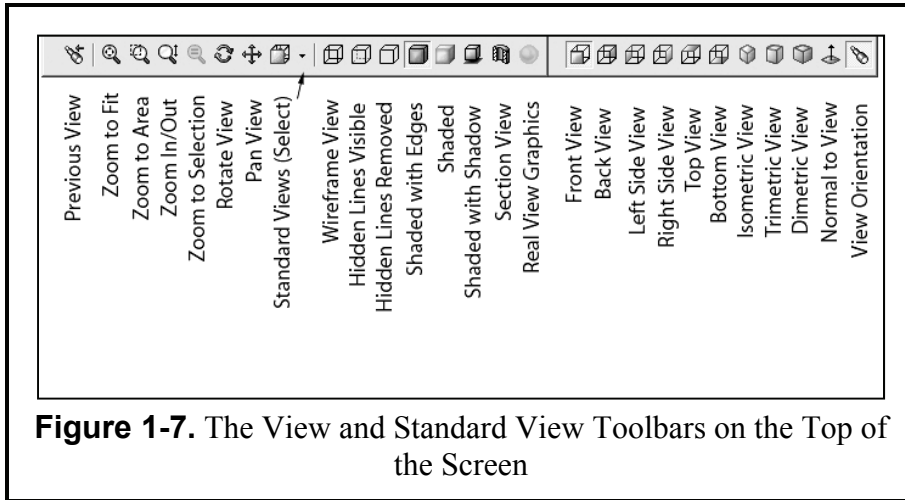 Previous View
Zoom to Fit
Zoom to Area
Zoom In/Out
Zoom to Selection
Rotate View
Pan View
Standard Views (Select)
Wireframe View
Hidden Lines Visible
Hidden Lines Removed
Shaded with Edges
Shaded
Shaded with Shadow
Section View
Real View Graphics
Front View
Back View
Left Side View
Right Side View
Top View
Bottom View
Isometric View
Trimetric View
Dimetric View
Normal to View
View Orientation
Figure 1-7. The View and Standard View Toolbars on the Top of
the Screen